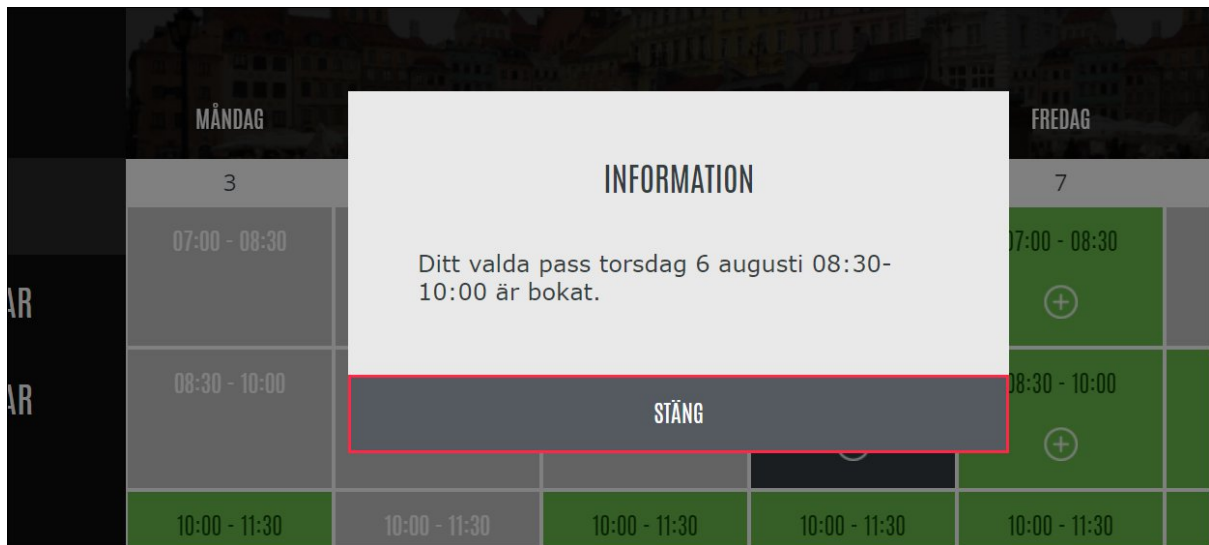 MÅNDAG
FREDAG
3
7
INFORMATION
07:00 - 08:30
07:00 - 08:30
Ditt valda pass torsdag 6 augusti 08:30-
10:00 är bokat.
AR
08:30 - 10:00
08:30 - 10:00
AR
STÄNG
10:00 - 11:30
10:00 - 11:30
10:00 - 11:30
10:00 - 11:30
10:00 - 11:30